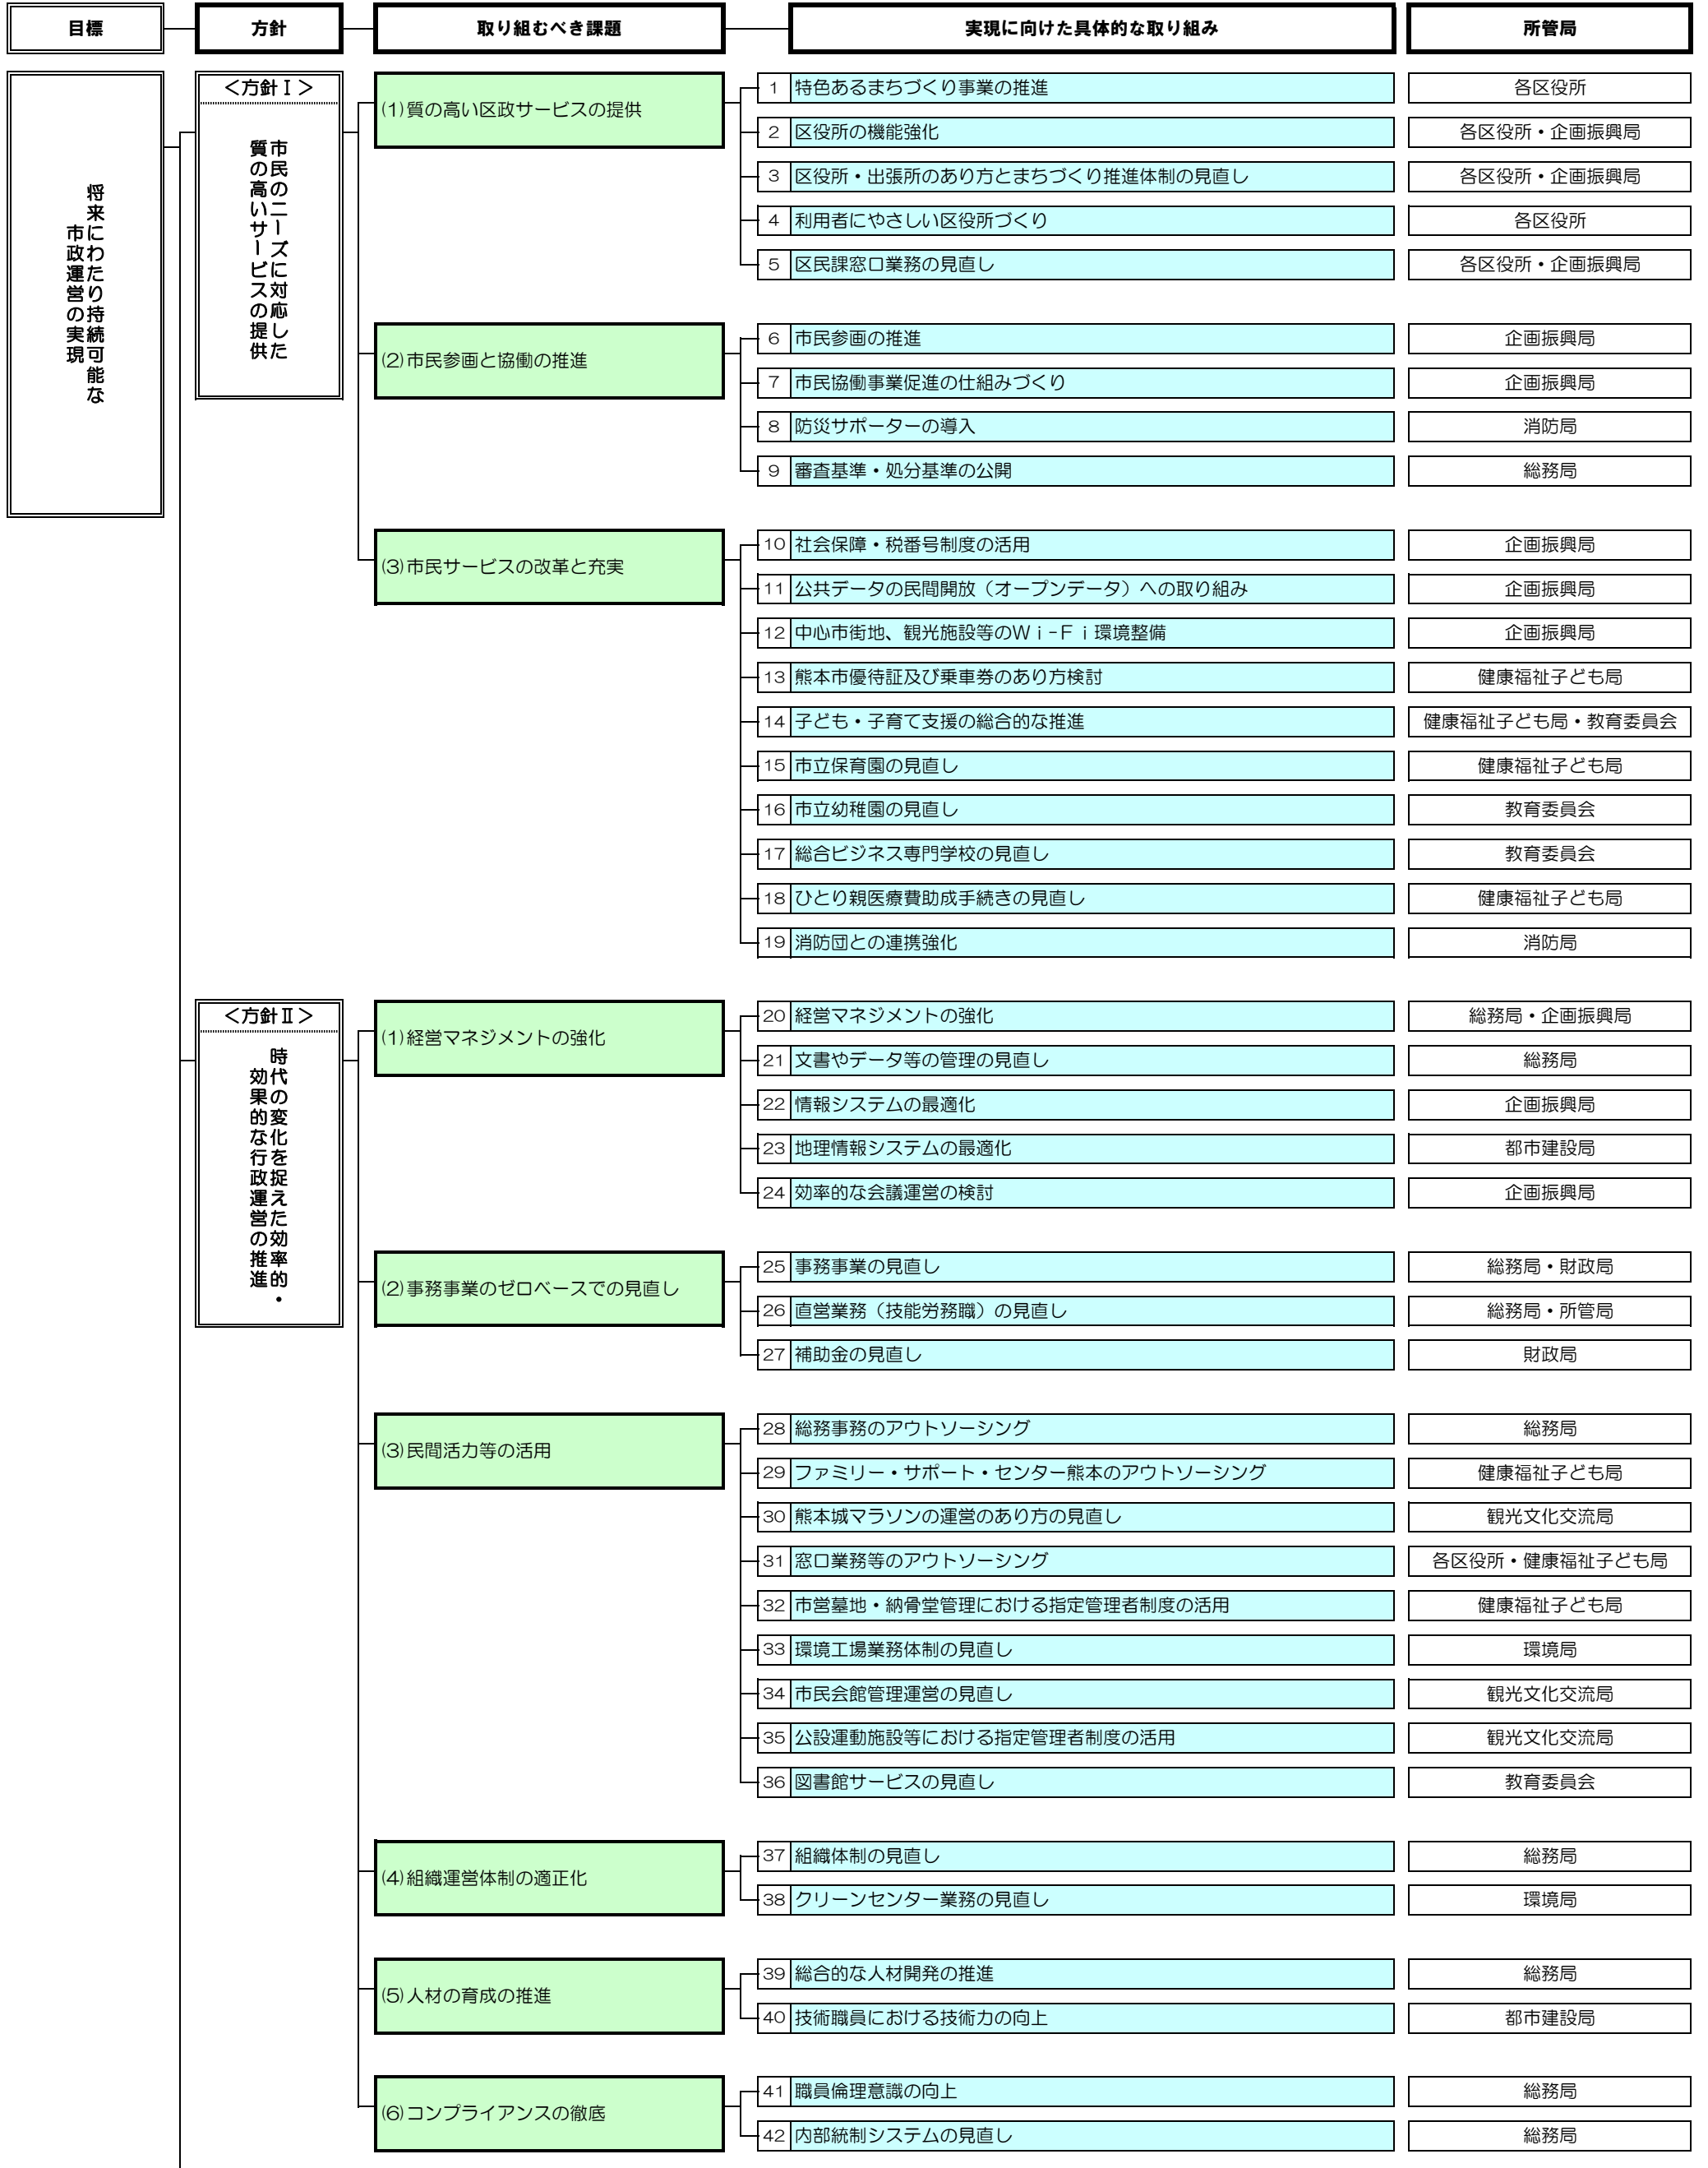 目標
方針
取り組むべき課題
実現に向けた具体的な取り組み
所管局
将来にわたり持続可能な
市政運営の実現
＜方針Ⅰ＞
市民のニーズに対応した
質の高いサービスの提供
⑴質の高い区政サービスの提供
1 特色あるまちづくり事業の推進 各区役所
2 区役所の機能強化 各区役所・企画振興局
3 区役所・出張所のあり方とまちづくり推進体制の見直し 各区役所・企画振興局
4 利用者にやさしい区役所づくり 各区役所
5 区民課窓口業務の見直し 各区役所・企画振興局
⑵市民参画と協働の推進
6 市民参画の推進 企画振興局
7 市民協働事業促進の仕組みづくり 企画振興局
8 防災サポーターの導入 消防局
9 審査基準・処分基準の公開 総務局
⑶市民サービスの改革と充実
10 社会保障・税番号制度の活用 企画振興局
11 公共データの民間開放（オープンデータ）への取り組み 企画振興局
12 中心市街地、観光施設等のＷｉ-Ｆｉ環境整備 企画振興局
13 熊本市優待証及び乗車券のあり方検討 健康福祉子ども局
14 子ども・子育て支援の総合的な推進 健康福祉子ども局・教育委員会
15 市立保育園の見直し 健康福祉子ども局
16 市立幼稚園の見直し 教育委員会
17 総合ビジネス専門学校の見直し 教育委員会
18 ひとり親医療費助成手続きの見直し 健康福祉子ども局
19 消防団との連携強化 消防局
＜方針Ⅱ＞
時代の変化を捉えた効率的・
効果的な行政運営の推進
⑴経営マネジメントの強化
20 経営マネジメントの強化 総務局・企画振興局
21 文書やデータ等の管理の見直し 総務局
22 情報システムの最適化 企画振興局
23 地理情報システムの最適化 都市建設局
24 効率的な会議運営の検討 企画振興局
⑵事務事業のゼロベースでの見直し
25 事務事業の見直し 総務局・財政局
26 直営業務（技能労務職）の見直し 総務局・所管局
27 補助金の見直し 財政局
⑶民間活力等の活用
28 総務事務のアウトソーシング 総務局
29 ファミリー・サポート・センター熊本のアウトソーシング 健康福祉子ども局
30 熊本城マラソンの運営のあり方の見直し 観光文化交流局
31 窓口業務等のアウトソーシング 各区役所・健康福祉子ども局
32 市営墓地・納骨堂管理における指定管理者制度の活用 健康福祉子ども局
33 環境工場業務体制の見直し 環境局
34 市民会館管理運営の見直し 観光文化交流局
35 公設運動施設等における指定管理者制度の活用 観光文化交流局
36 図書館サービスの見直し 教育委員会
⑷組織運営体制の適正化
37 組織体制の見直し 総務局
38 クリーンセンター業務の見直し 環境局
⑸人材の育成の推進
39 総合的な人材開発の推進 総務局
40 技術職員における技術力の向上 都市建設局
⑹コンプライアンスの徹底
41 職員倫理意識の向上 総務局
42 内部統制システムの見直し 総務局